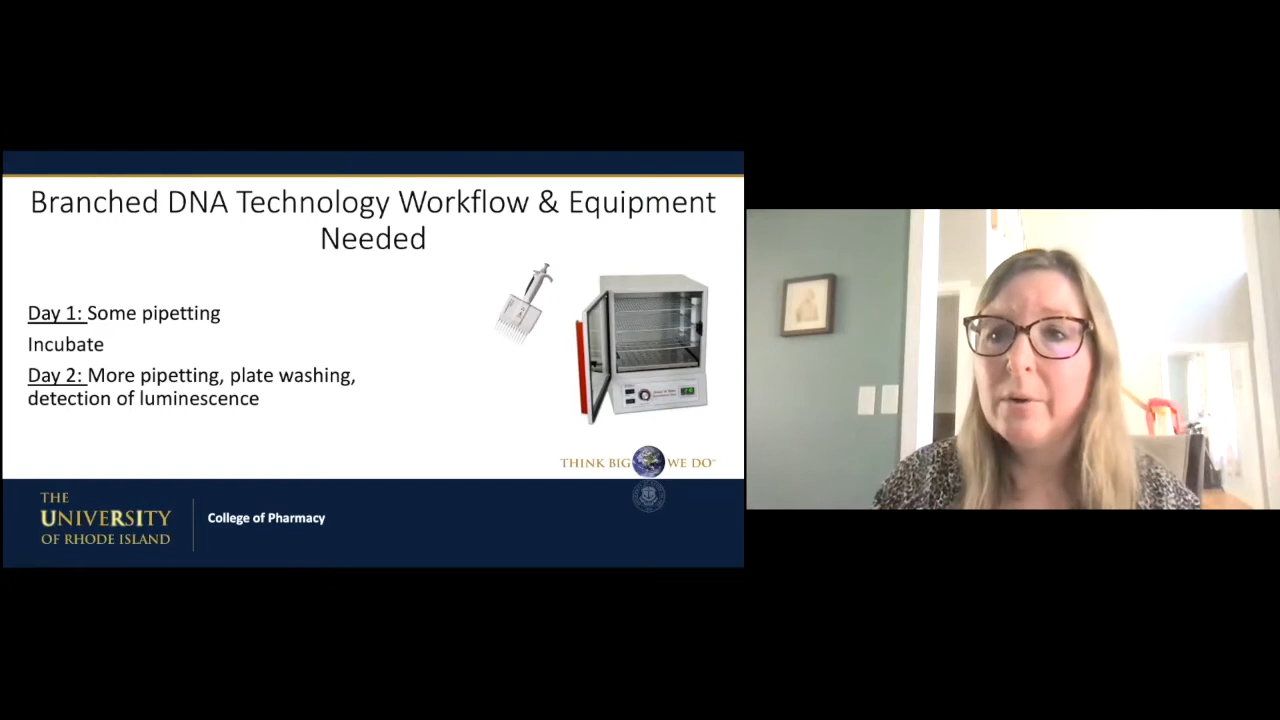 Branched DNA Technology Workflow & Equipment
Needed
Day 1: Some pipetting
Incubate
Day 2: More pipetting, plate washing,
detection of luminescence
THINK BIG WE DO™
THE
UNIVERSITY
OF RHODE ISLAND
College of Pharmacy